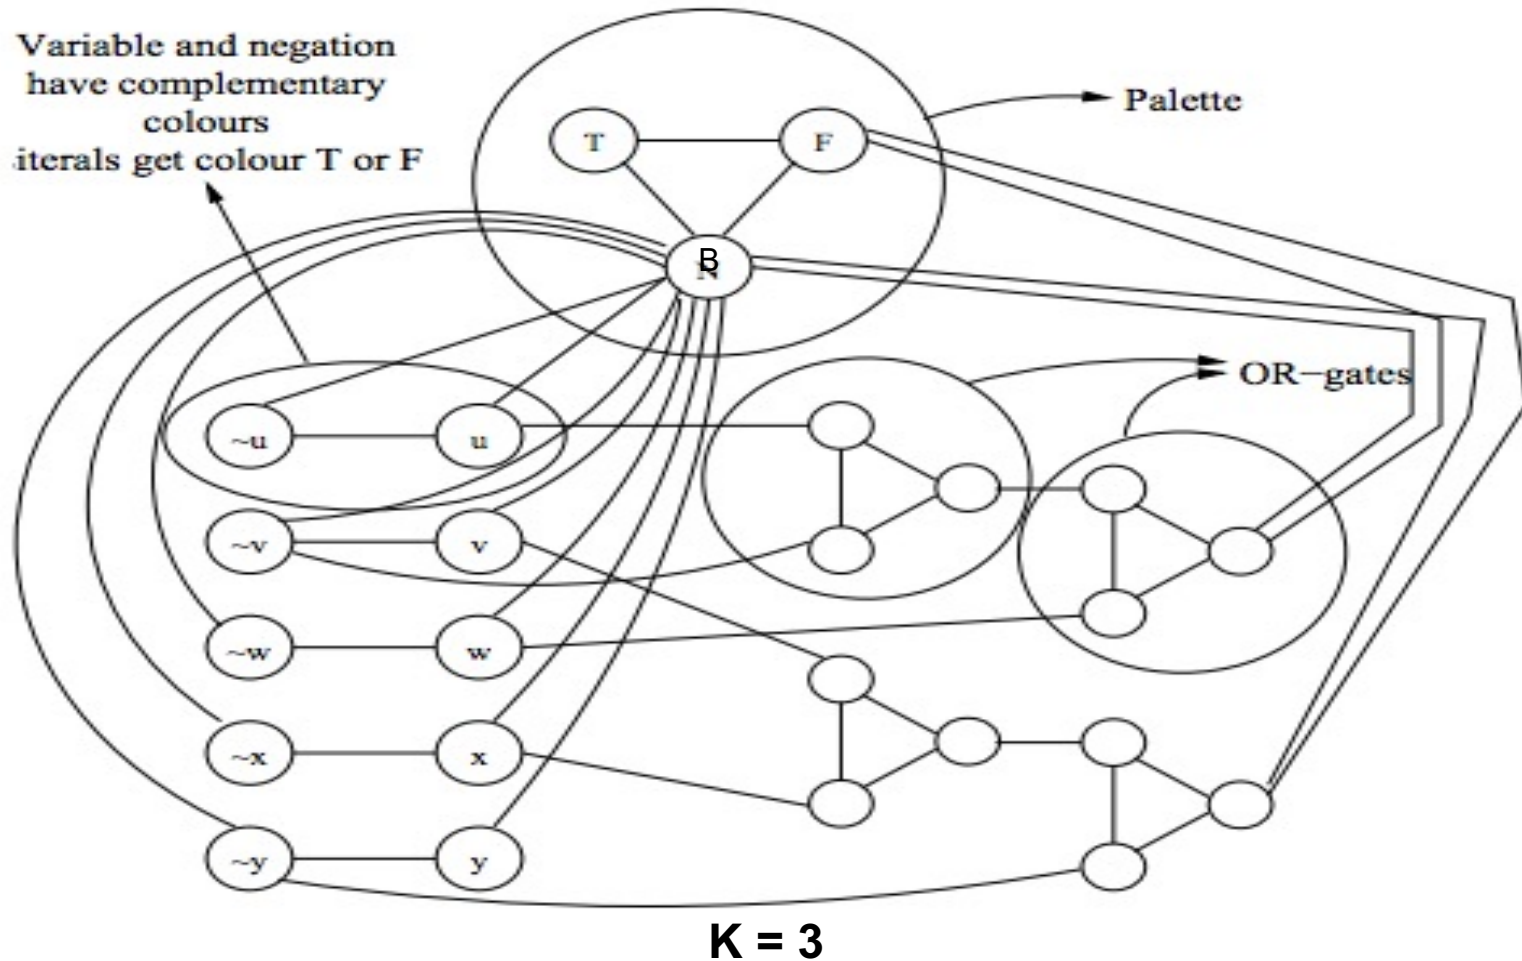 Variable and negation
have complementary
colours
iterals get colour T or F
Palette
T
F
B
OR−gates
~u
u
~v
v
~w
w
~x
x
~y
y
K = 3